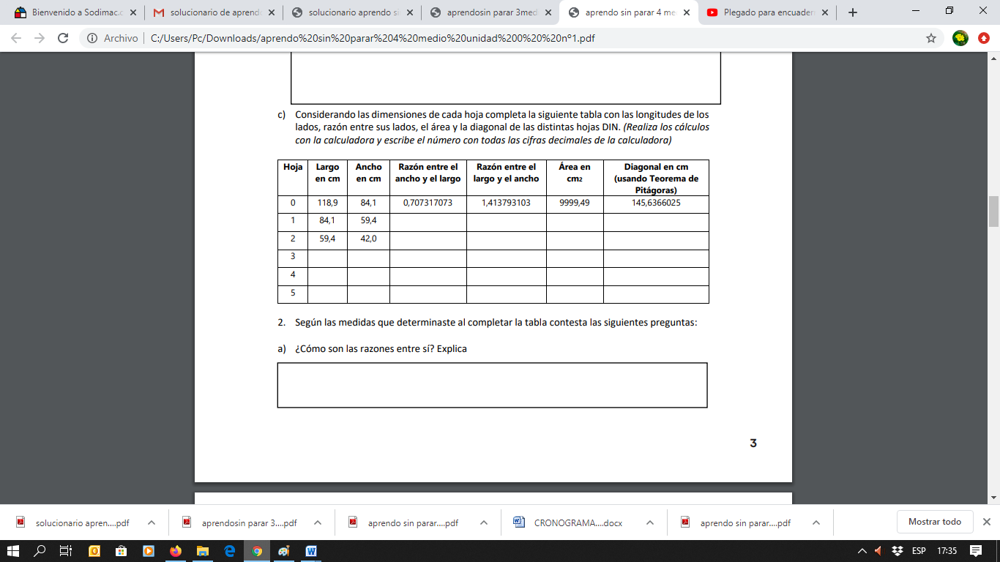 Bienvenido a Sodimac.c
solucionario de aprend
solucionario aprendo si
aprendosin parar 3med
aprendo sin parar 4 me
Plegado para encuader
Archivo | C:/Users/Pc/Downloads/aprendo%20sin%20parar%204%20medio%20unidad%200%20%20nº1.pdf
c) Considerando las dimensiones de cada hoja completa la siguiente tabla con las longitudes de los
lados, razón entre sus lados, el área y la diagonal de las distintas hojas DIN. (Realiza los cálculos
con la calculadora y escribe el número con todas las cifras decimales de la calculadora)
Hoja Largo en cm Ancho en cm Razón entre el ancho y el largo Razón entre el largo y el ancho Área en cm2 Diagonal en cm (usando Teorema de Pitágoras)
0 118,9 84,1 0,707317073 1,413793103 9999,49 145,6366025
1 84,1 59,4
2 59,4 42,0
3
4
5
2. Según las medidas que determinaste al completar la tabla contesta las siguientes preguntas:
a) ¿Cómo son las razones entre sí? Explica
3
solucionario apren....pdf
aprendosin parar 3....pdf
aprendo sin parar....pdf
CRONOGRAMA....docx
aprendo sin parar....pdf
Mostrar todo
ESP 17:35